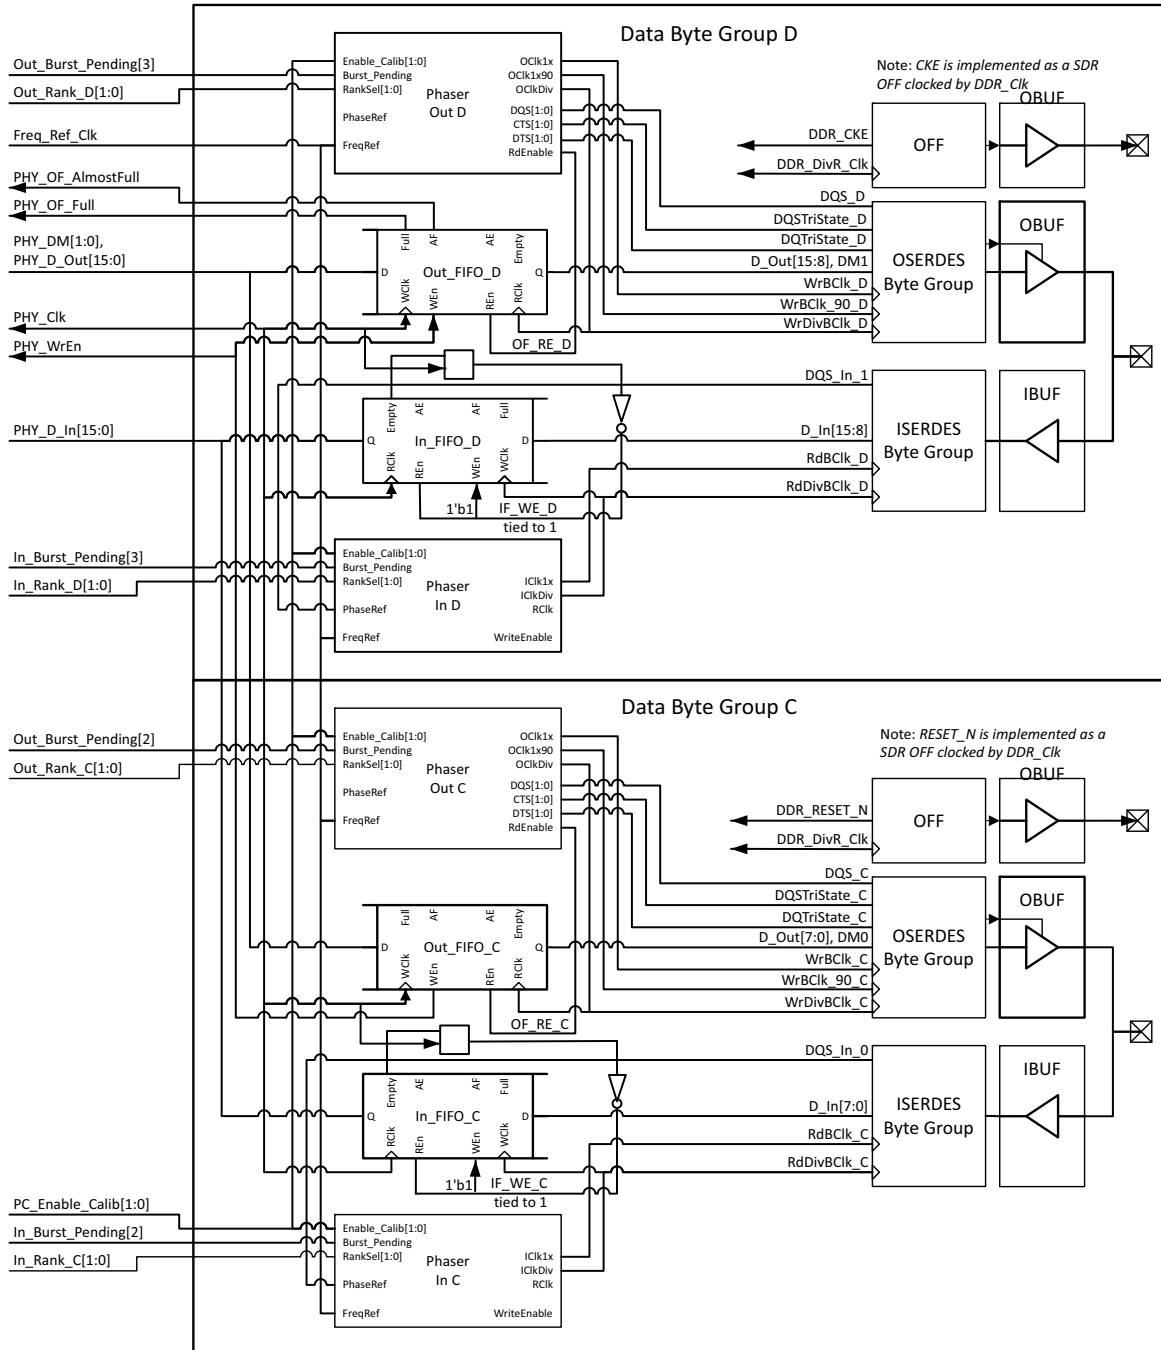 Data Byte Group D
Out_Burst_Pending[3]
Out_Rank_D[1:0]
Freq_Ref_Clk
PHY_OF_AlmostFull
PHY_OF_Full
PHY_DM[1:0],
PHY_D_Out[15:0]
PHY_Clk
PHY_WrEn
PHY_D_In[15:0]
In_Burst_Pending[3]
In_Rank_D[1:0]
Enable_Calib[1:0]
Burst_Pending
RankSel[1:0]
PhaseRef
FreqRef
Phaser
Out D
OClk1x
OClk1x90
OClkDiv
DQS[1:0]
CTS[1:0]
DTS[1:0]
RdEnable
Note: CKE is implemented as a SDR
OFF clocked by DDR_Clk
OBUF
DDR_CKE
DDR_DivR_Clk
OFF
Full
AF
AE
Empty
D
Out_FIFO_D
Q
WClk
WEn
REn
RClk
OF_RE_D
DQS_D
DQSTriState_D
DQTriState_D
D_Out[15:8], DM1
WrBClk_D
WrBClk_90_D
WrDivBClk_D
OSERDES
Byte Group
OBUF
Empty
AE
AF
Full
Q
In_FIFO_D
D
RClk
REn
WEn
WClk
1'b1
IF_WE_D
tied to 1
DQS_In_1
D_In[15:8]
RdBClk_D
RdDivBClk_D
ISERDES
Byte Group
IBUF
Enable_Calib[1:0]
Burst_Pending
RankSel[1:0]
PhaseRef
FreqRef
Phaser
In D
IClk1x
IClkDiv
RClk
WriteEnable
Data Byte Group C
Out_Burst_Pending[2]
Out_Rank_C[1:0]
PC_Enable_Calib[1:0]
In_Burst_Pending[2]
In_Rank_C[1:0]
Enable_Calib[1:0]
Burst_Pending
RankSel[1:0]
PhaseRef
FreqRef
Phaser
Out C
OClk1x
OClk1x90
OClkDiv
DQS[1:0]
CTS[1:0]
DTS[1:0]
RdEnable
Note: RESET_N is implemented as a
SDR OFF clocked by DDR_Clk
OBUF
DDR_RESET_N
DDR_DivR_Clk
OFF
Full
AF
AE
Empty
D
Out_FIFO_C
Q
WClk
WEn
REn
RClk
OF_RE_C
DQS_C
DQSTriState_C
DQTriState_C
D_Out[7:0], DM0
WrBClk_C
WrBClk_90_C
WrDivBClk_C
OSERDES
Byte Group
OBUF
Empty
AE
AF
Full
Q
In_FIFO_C
D
RClk
REn
WEn
WClk
1'b1
IF_WE_C
tied to 1
DQS_In_0
D_In[7:0]
RdBClk_C
RdDivBClk_C
ISERDES
Byte Group
IBUF
Enable_Calib[1:0]
Burst_Pending
RankSel[1:0]
PhaseRef
FreqRef
Phaser
In C
IClk1x
IClkDiv
RClk
WriteEnable